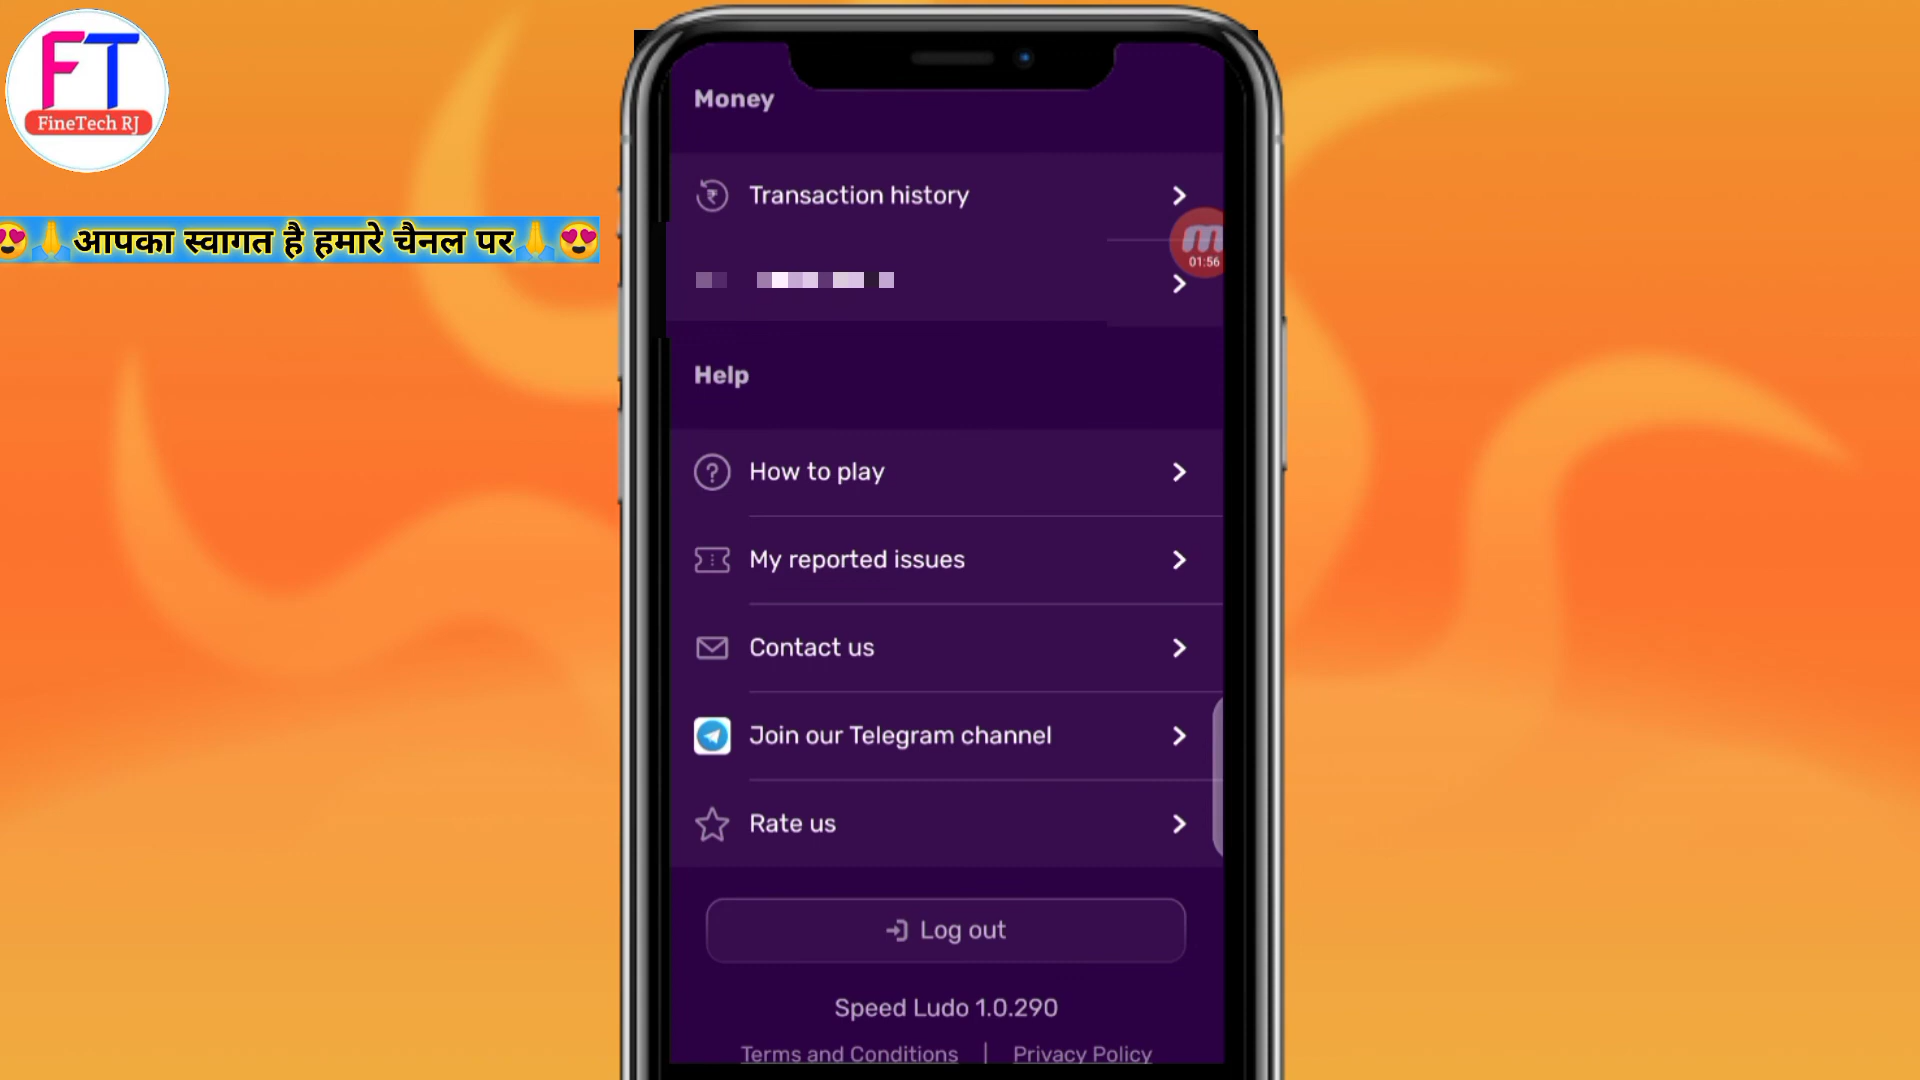 FT
FineTech RJ
😍🙏आपका स्वागत है हमारे चैनल पर🙏😍
Money
Transaction history
01:56
Help
How to play
My reported issues
Contact us
Join our Telegram channel
Rate us
Log out
Speed Ludo 1.0.290
Terms and Conditions | Privacy Policy